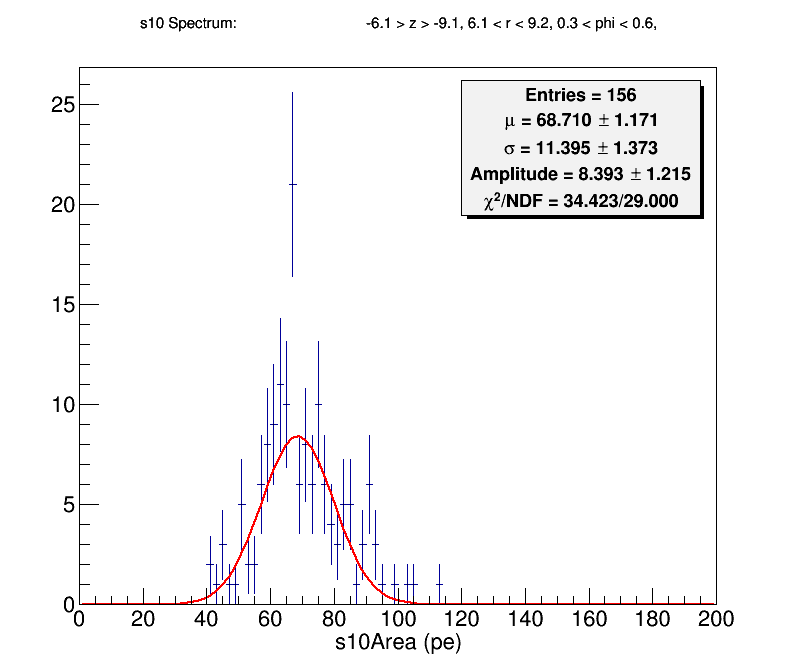 s10 Spectrum: -6.1 > z > -9.1, 6.1 < r < 9.2, 0.3 < phi < 0.6,
Entries = 156
μ = 68.710 ± 1.171
σ = 11.395 ± 1.373
Amplitude = 8.393 ± 1.215
χ²/NDF = 34.423/29.000
25
20
15
10
5
0
0 20 40 60 80 100 120 140 160 180 200
s10Area (pe)